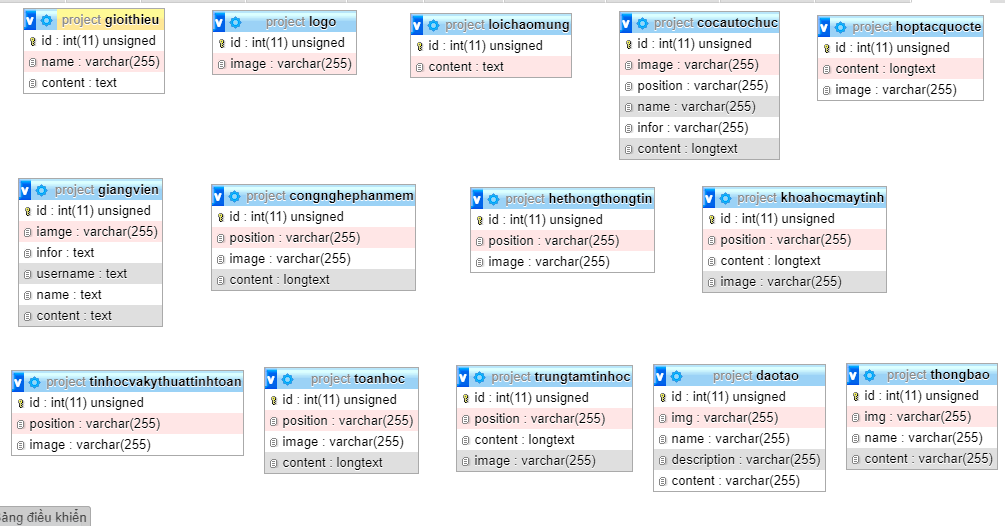 project gioithieu
id : int(11) unsigned
name : varchar(255)
content : text
project logo
id : int(11) unsigned
image : varchar(255)
project loichaomung
id : int(11) unsigned
content : text
project cocautochuc
id : int(11) unsigned
image : varchar(255)
position : varchar(255)
name : varchar(255)
infor : varchar(255)
content : longtext
project hoptacquocte
id : int(11) unsigned
content : longtext
image : varchar(255)
project giangvien
id : int(11) unsigned
iamge : varchar(255)
infor : text
username : text
name : text
content : text
project congnghephanmem
id : int(11) unsigned
position : varchar(255)
image : varchar(255)
content : longtext
project hethongthongtin
id : int(11) unsigned
position : varchar(255)
image : varchar(255)
project khoahocmaytinh
id : int(11) unsigned
position : varchar(255)
content : longtext
image : varchar(255)
project tinhocvakythuattinhtoan
id : int(11) unsigned
position : varchar(255)
image : varchar(255)
project toanhoc
id : int(11) unsigned
position : varchar(255)
image : varchar(255)
content : longtext
project trungtamtinhoc
id : int(11) unsigned
position : varchar(255)
content : longtext
image : varchar(255)
project daotao
id : int(11) unsigned
img : varchar(255)
name : varchar(255)
description : varchar(255)
content : varchar(255)
project thongbao
id : int(11) unsigned
img : varchar(255)
name : varchar(255)
content : varchar(255)
điều khiển